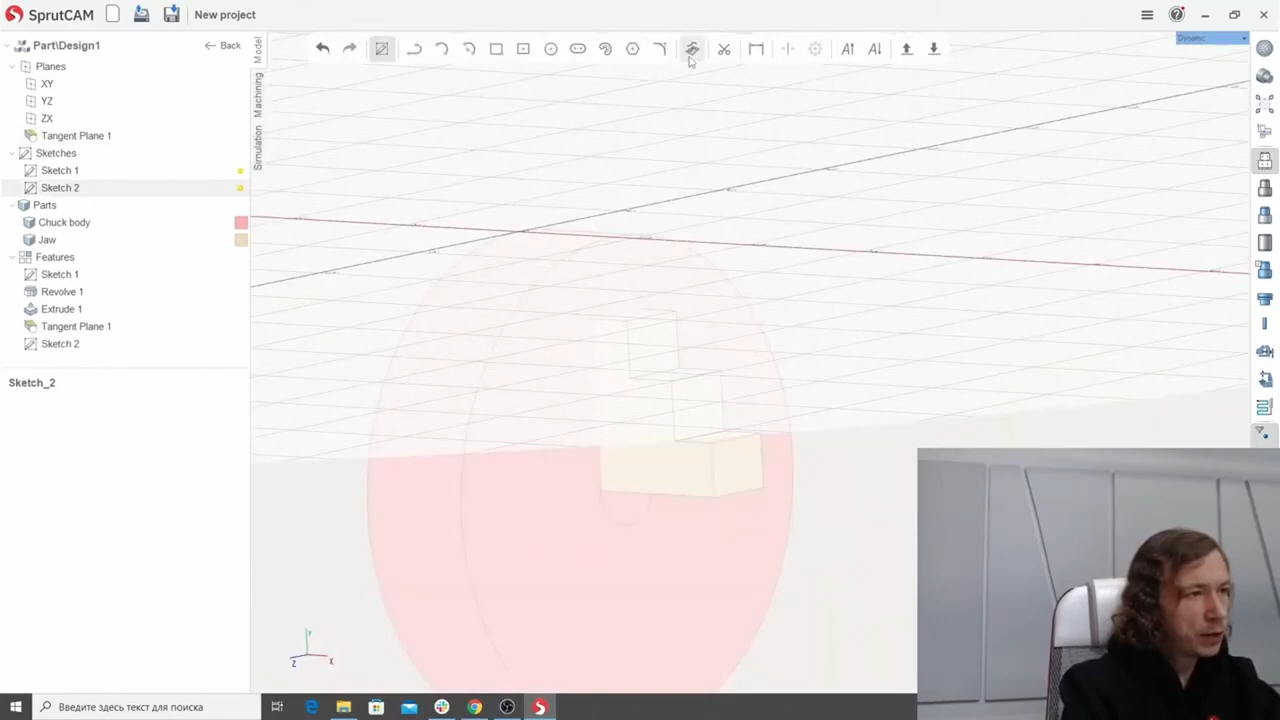 SprutCAM
New project
Part\Design1
Back
Planes
XY
YZ
ZX
Tangent Plane 1
Sketches
Sketch 1
Sketch 2
Parts
Chuck body
Jaw
Features
Sketch 1
Revolve 1
Extrude 1
Tangent Plane 1
Sketch 2
Sketch_2
Model
Machining
Simulation
Dynamic
Y
Z
X
Введите здесь текст для поиска